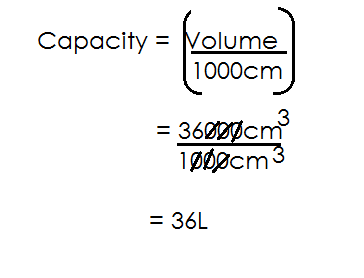 Capacity = (Volume
1000cm)
= 36000cm³
1000cm³
= 36L